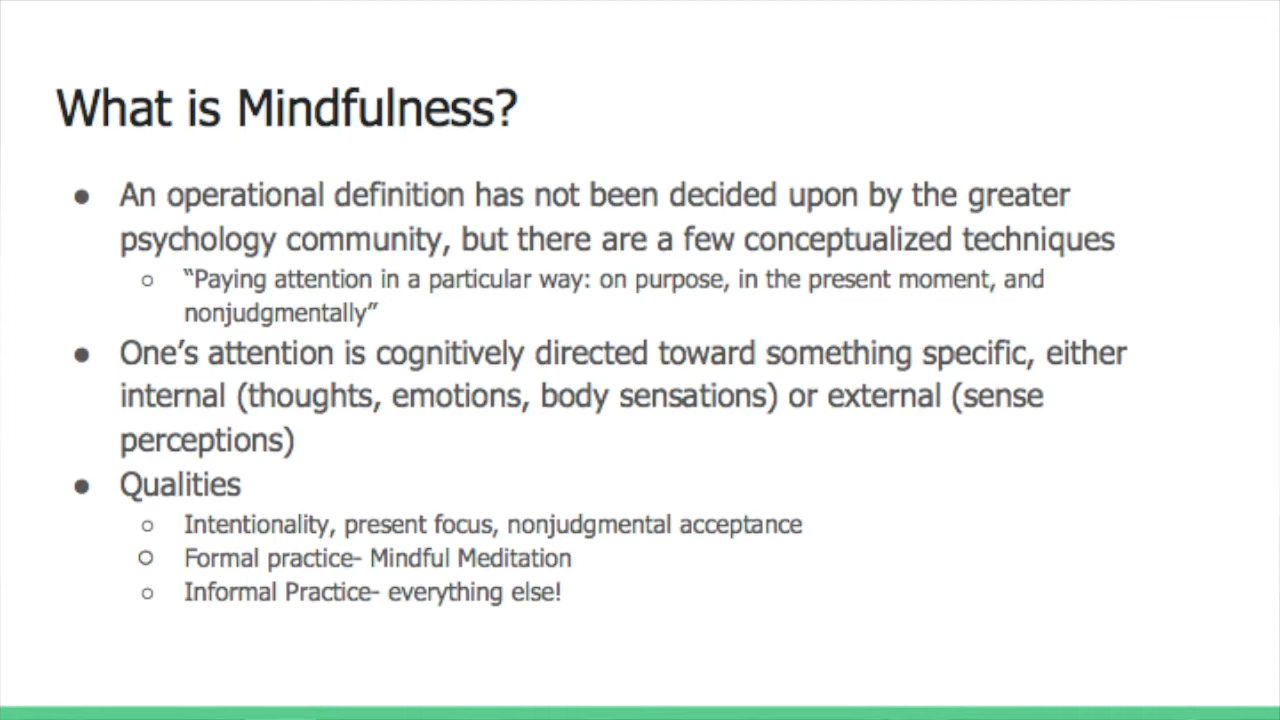 What is Mindfulness?
● An operational definition has not been decided upon by the greater
psychology community, but there are a few conceptualized techniques
○ “Paying attention in a particular way: on purpose, in the present moment, and
nonjudgmentally”
● One’s attention is cognitively directed toward something specific, either
internal (thoughts, emotions, body sensations) or external (sense
perceptions)
● Qualities
○ Intentionality, present focus, nonjudgmental acceptance
○ Formal practice- Mindful Meditation
○ Informal Practice- everything else!